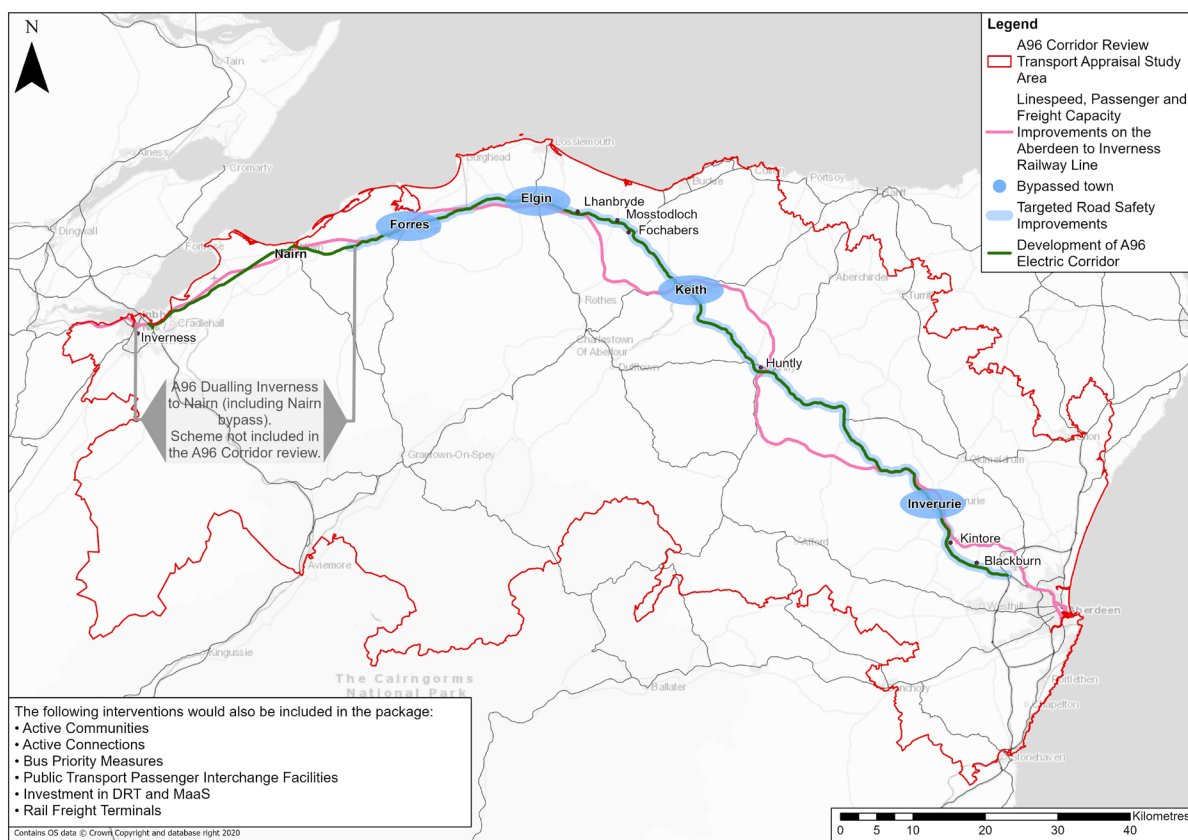 N
Legend
A96 Corridor Review
Transport Appraisal Study
Area
Linespeed, Passenger and
Freight Capacity
Improvements on the
Aberdeen to Inverness
Railway Line
Bypassed town
Targeted Road Safety
Improvements
Development of A96
Electric Corridor
Tain
Alness
Cromarty
Dingwall
Lossiemouth
Burghead
Buckie
Cullen
Portsoy
Elgin
Lhanbryde
Mosstodloch
Fochabers
Forres
Nairn
Keith
Aberchirder
Rothes
Cradlehall
Inverness
Charlestown
Of Aberlour
Dufftown
Huntly
A96 Dualling Inverness
to Nairn (including Nairn
bypass).
Scheme not included in
the A96 Corridor review.
Grantown-On-Spey
Inverurie
Kintore
Alford
Blackburn
Westhill
Aberdeen
Aviemore
Kingussie
The Cairngorms
National Park
Ballater
Portlethen
Stonehaven
The following interventions would also be included in the package:
• Active Communities
• Active Connections
• Bus Priority Measures
• Public Transport Passenger Interchange Facilities
• Investment in DRT and MaaS
• Rail Freight Terminals
Contains OS data © Crown Copyright and database right 2020
Kilometres
0 5 10 20 30 40